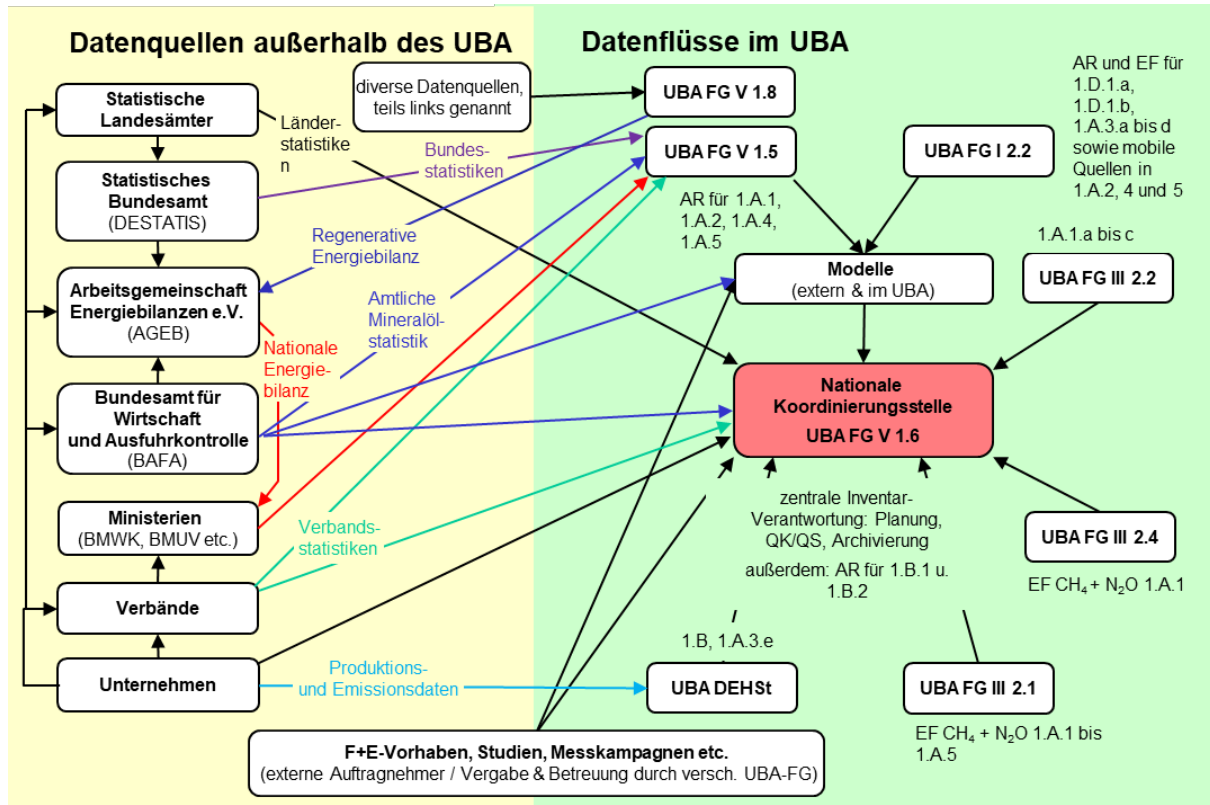 Datenquellen außerhalb des UBA
Datenflüsse im UBA
diverse Datenquellen,
teils links genannt
Statistische
Landesämter
Länder-
statistike
n
Statistisches
Bundesamt
(DESTATIS)
Bundes-
statistiken
Regenerative
Energiebilanz
Arbeitsgemeinschaft
Energiebilanzen e.V.
(AGEB)
Amtliche
Mineralöl-
statistik
Nationale
Energie-
bilanz
Bundesamt für
Wirtschaft
und Ausfuhrkontrolle
(BAFA)
Ministerien
(BMWK, BMUV etc.)
Verbands-
statistiken
Verbände
Unternehmen
Produktions-
und Emissionsdaten
F+E-Vorhaben, Studien, Messkampagnen etc.
(externe Auftragnehmer / Vergabe & Betreuung durch versch. UBA-FG)
UBA FG V 1.8
UBA FG V 1.5
AR für 1.A.1,
1.A.2, 1.A.4,
1.A.5
UBA FG I 2.2
AR und EF für
1.D.1.a,
1.D.1.b,
1.A.3.a bis d
sowie mobile
Quellen in
1.A.2, 4 und 5
1.A.1.a bis c
UBA FG III 2.2
Modelle
(extern & im UBA)
Nationale
Koordinierungsstelle
UBA FG V 1.6
zentrale Inventar-
Verantwortung: Planung,
QK/QS, Archivierung
außerdem: AR für 1.B.1 u.
1.B.2
UBA FG III 2.4
EF CH₄ + N₂O 1.A.1
1.B, 1.A.3.e
UBA DEHSt
UBA FG III 2.1
EF CH₄ + N₂O 1.A.1 bis
1.A.5